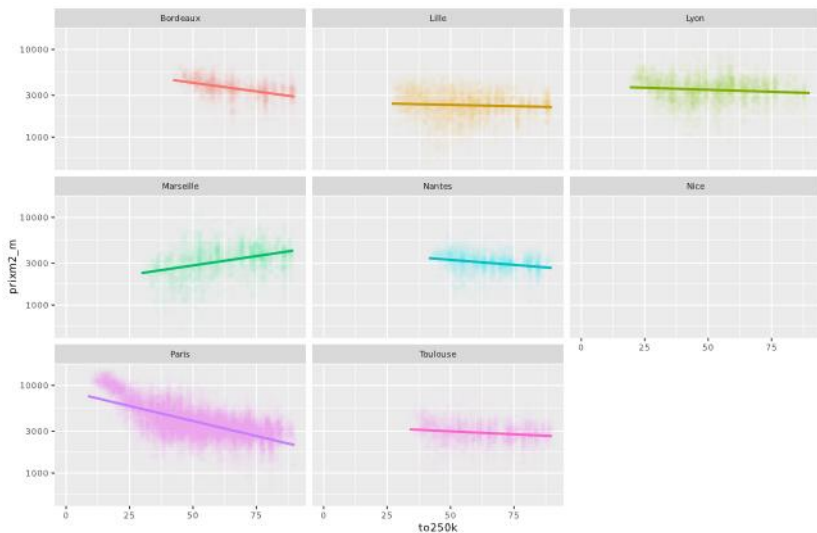 Bordeaux Lille Lyon
10000
3000
1000
Marseille Nantes Nice
10000
3000
1000
prixm2_m
0 25 50 75
Paris Toulouse
10000
3000
1000
0 25 50 75 0 25 50 75
to250k